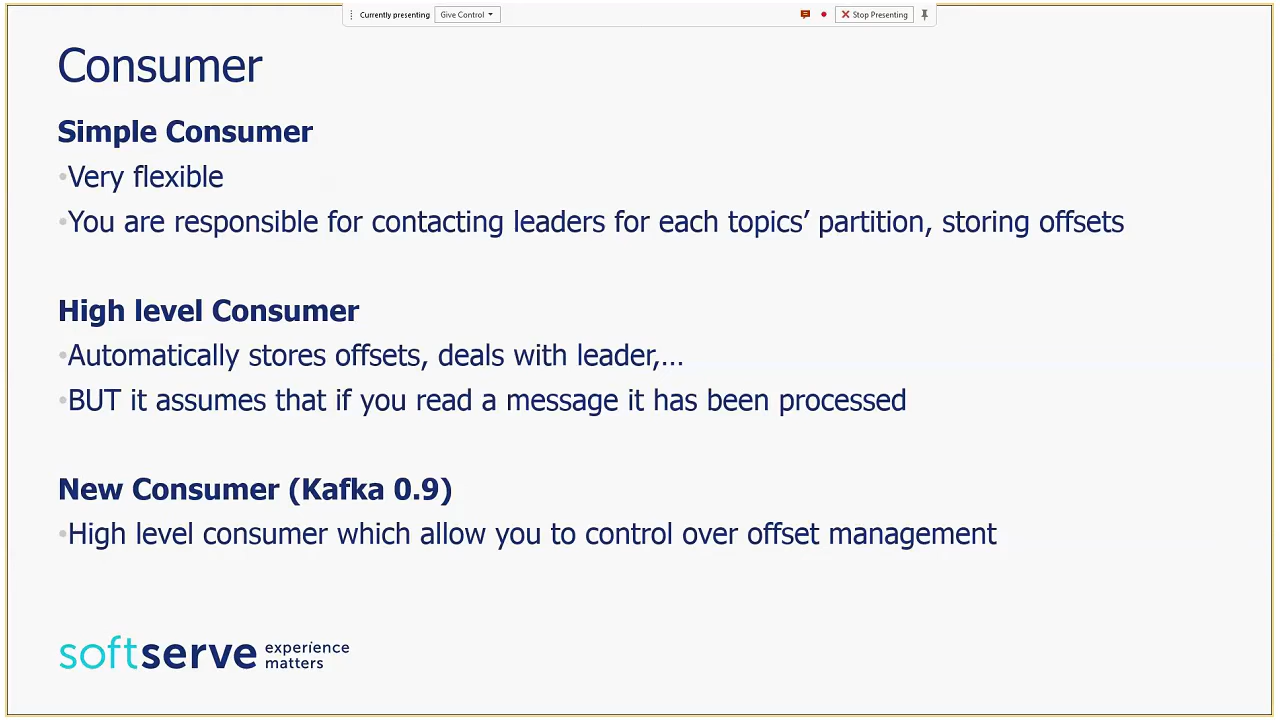 Currently presenting Give Control Stop Presenting
Consumer
Simple Consumer
•Very flexible
•You are responsible for contacting leaders for each topics’ partition, storing offsets
High level Consumer
•Automatically stores offsets, deals with leader,...
•BUT it assumes that if you read a message it has been processed
New Consumer (Kafka 0.9)
•High level consumer which allow you to control over offset management
softserve experience
matters